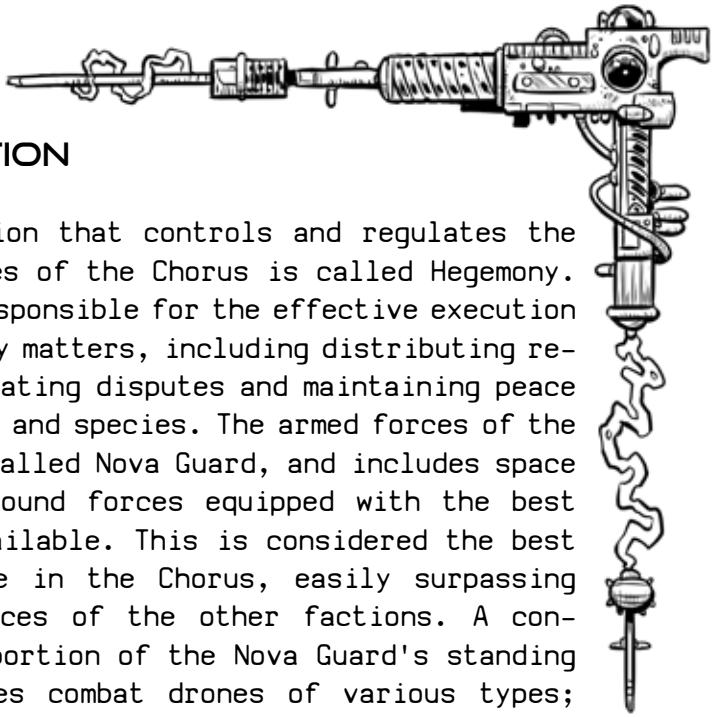 TION
ion that controls and regulates the
es of the Chorus is called Hegemony.
sponsible for the effective execution
y matters, including distributing re-
ating disputes and maintaining peace
and species. The armed forces of the
alled Nova Guard, and includes space
ound forces equipped with the best
ailable. This is considered the best
e in the Chorus, easily surpassing
ces of the other factions. A con-
portion of the Nova Guard's standing
es combat drones of various types;